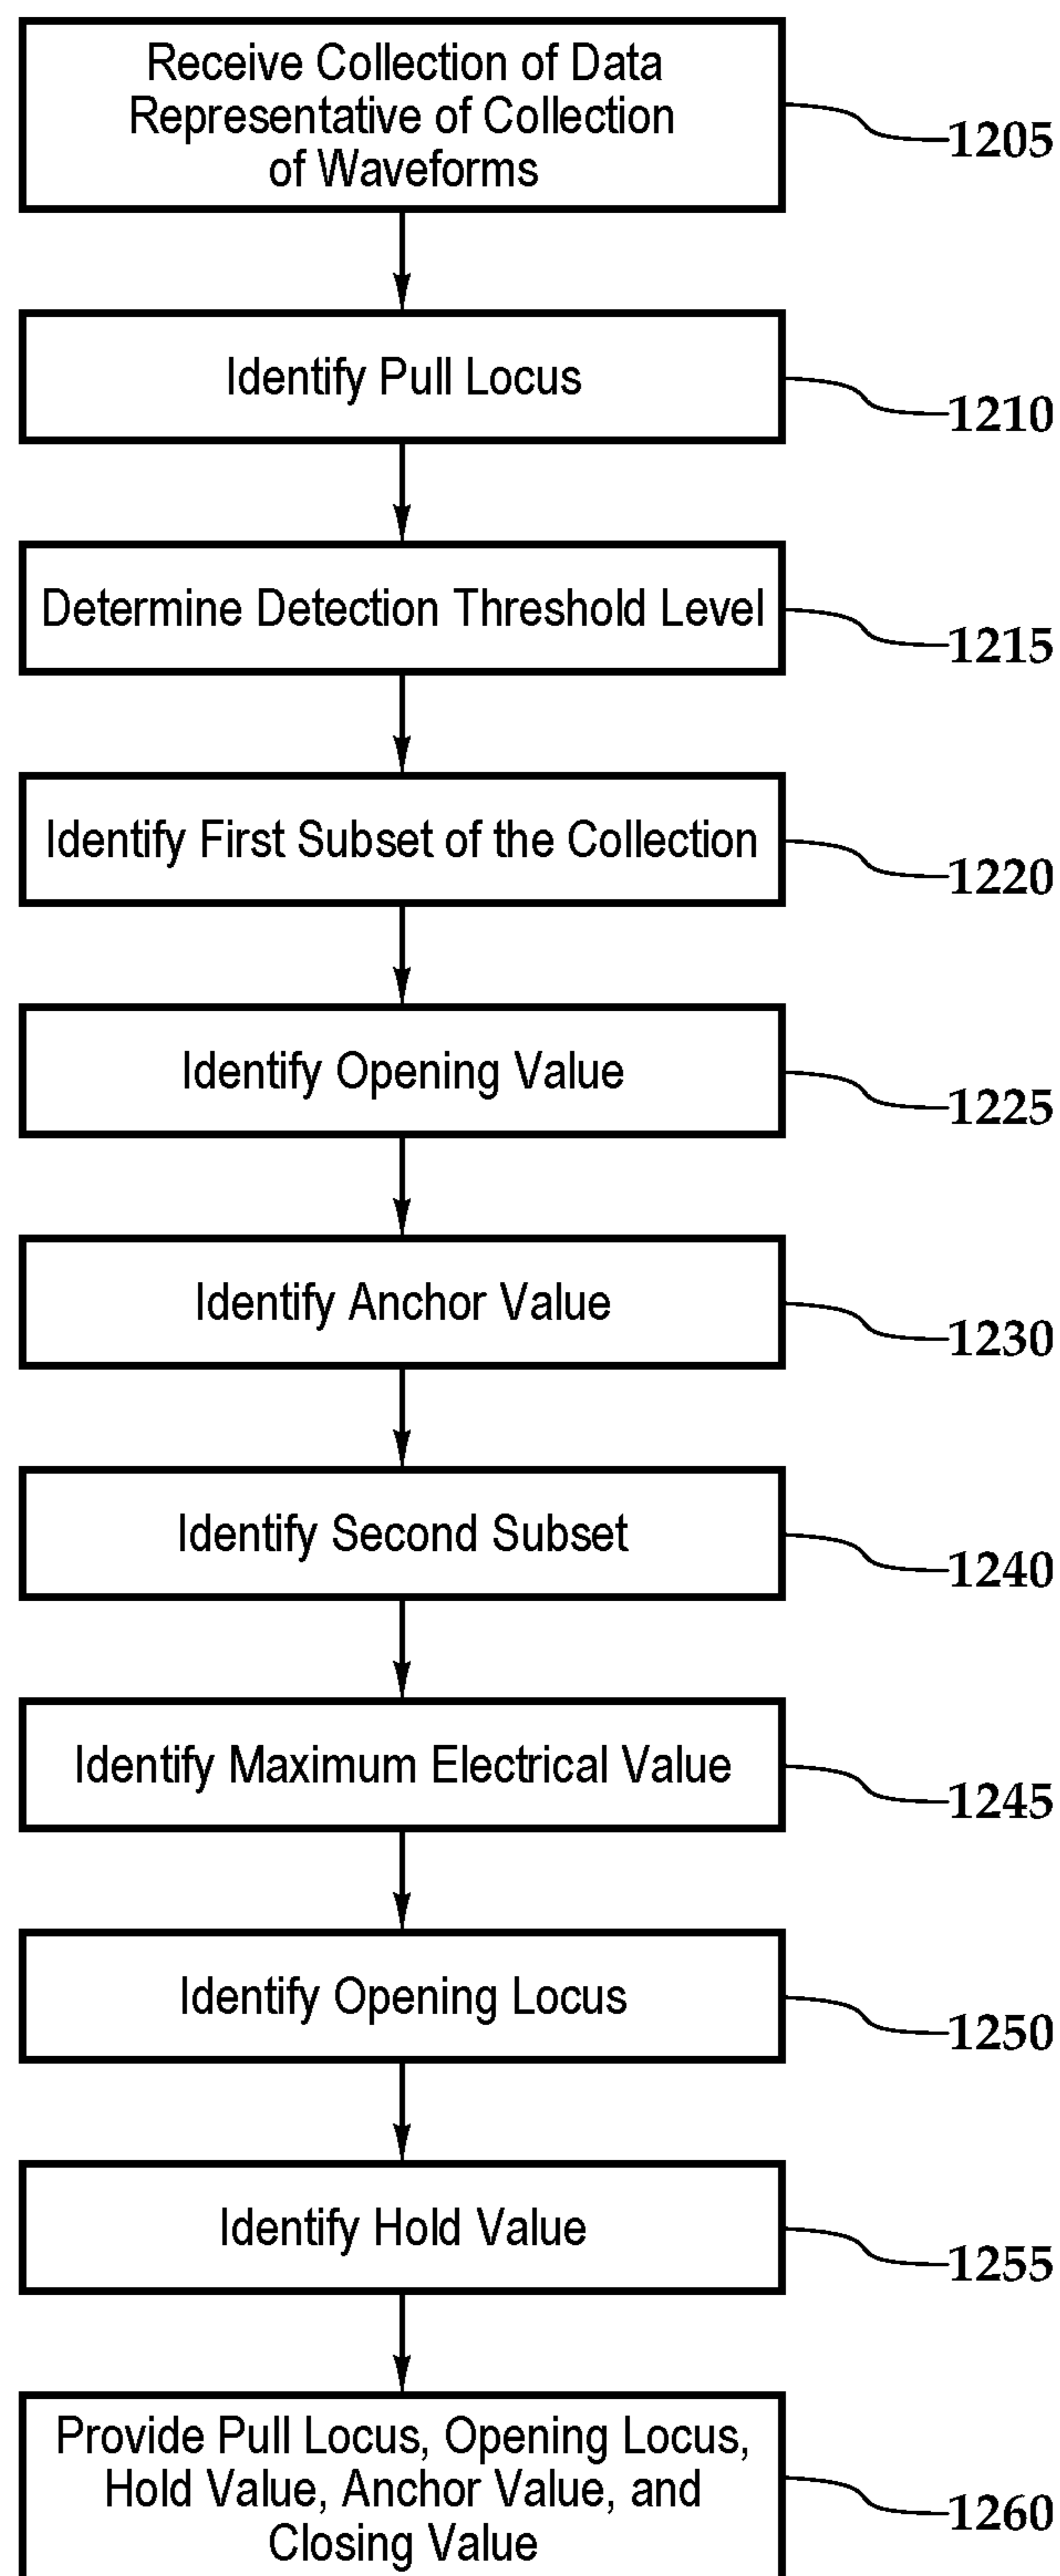 Receive Collection of Data
Representative of Collection
of Waveforms
1205
Identify Pull Locus
1210
Determine Detection Threshold Level
1215
Identify First Subset of the Collection
1220
Identify Opening Value
1225
Identify Anchor Value
1230
Identify Second Subset
1240
Identify Maximum Electrical Value
1245
Identify Opening Locus
1250
Identify Hold Value
1255
Provide Pull Locus, Opening Locus,
Hold Value, Anchor Value, and
Closing Value
1260